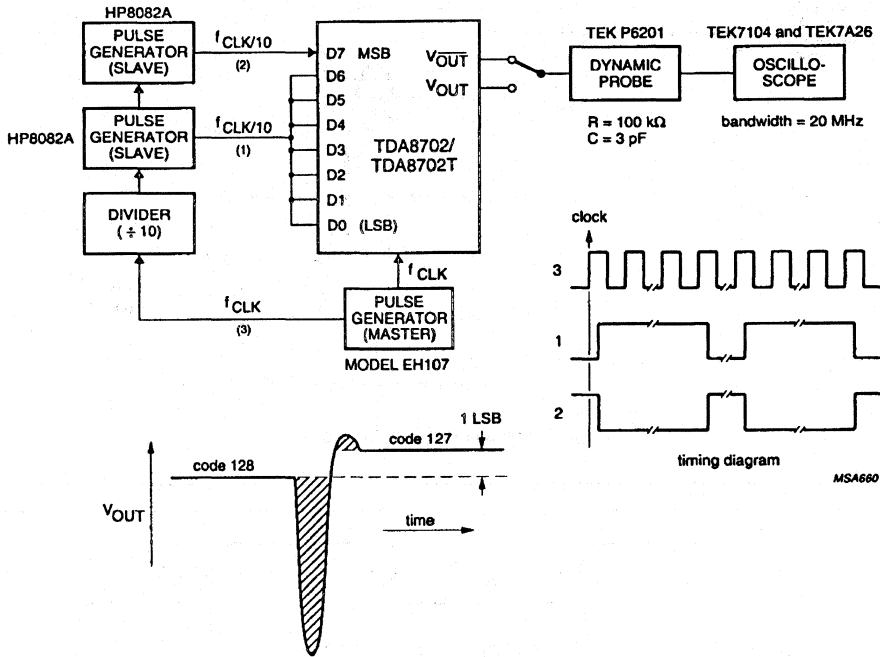 HP8082A
PULSE
GENERATOR
(SLAVE)
fCLK/10
(2)
HP8082A
PULSE
GENERATOR
(SLAVE)
fCLK/10
(1)
DIVIDER
( ÷ 10)
D7 MSB
D6
D5
D4
D3
D2
D1
D0 (LSB)
TDA8702/
TDA8702T
VOUT
VOUT
TEK P6201
DYNAMIC
PROBE
R = 100 kΩ
C = 3 pF
TEK7104 and TEK7A26
OSCILLO-
SCOPE
bandwidth = 20 MHz
fCLK
fCLK
(3)
PULSE
GENERATOR
(MASTER)
MODEL EH107
clock
3
1
2
timing diagram
MSA660
1 LSB
code 128
code 127
VOUT
time